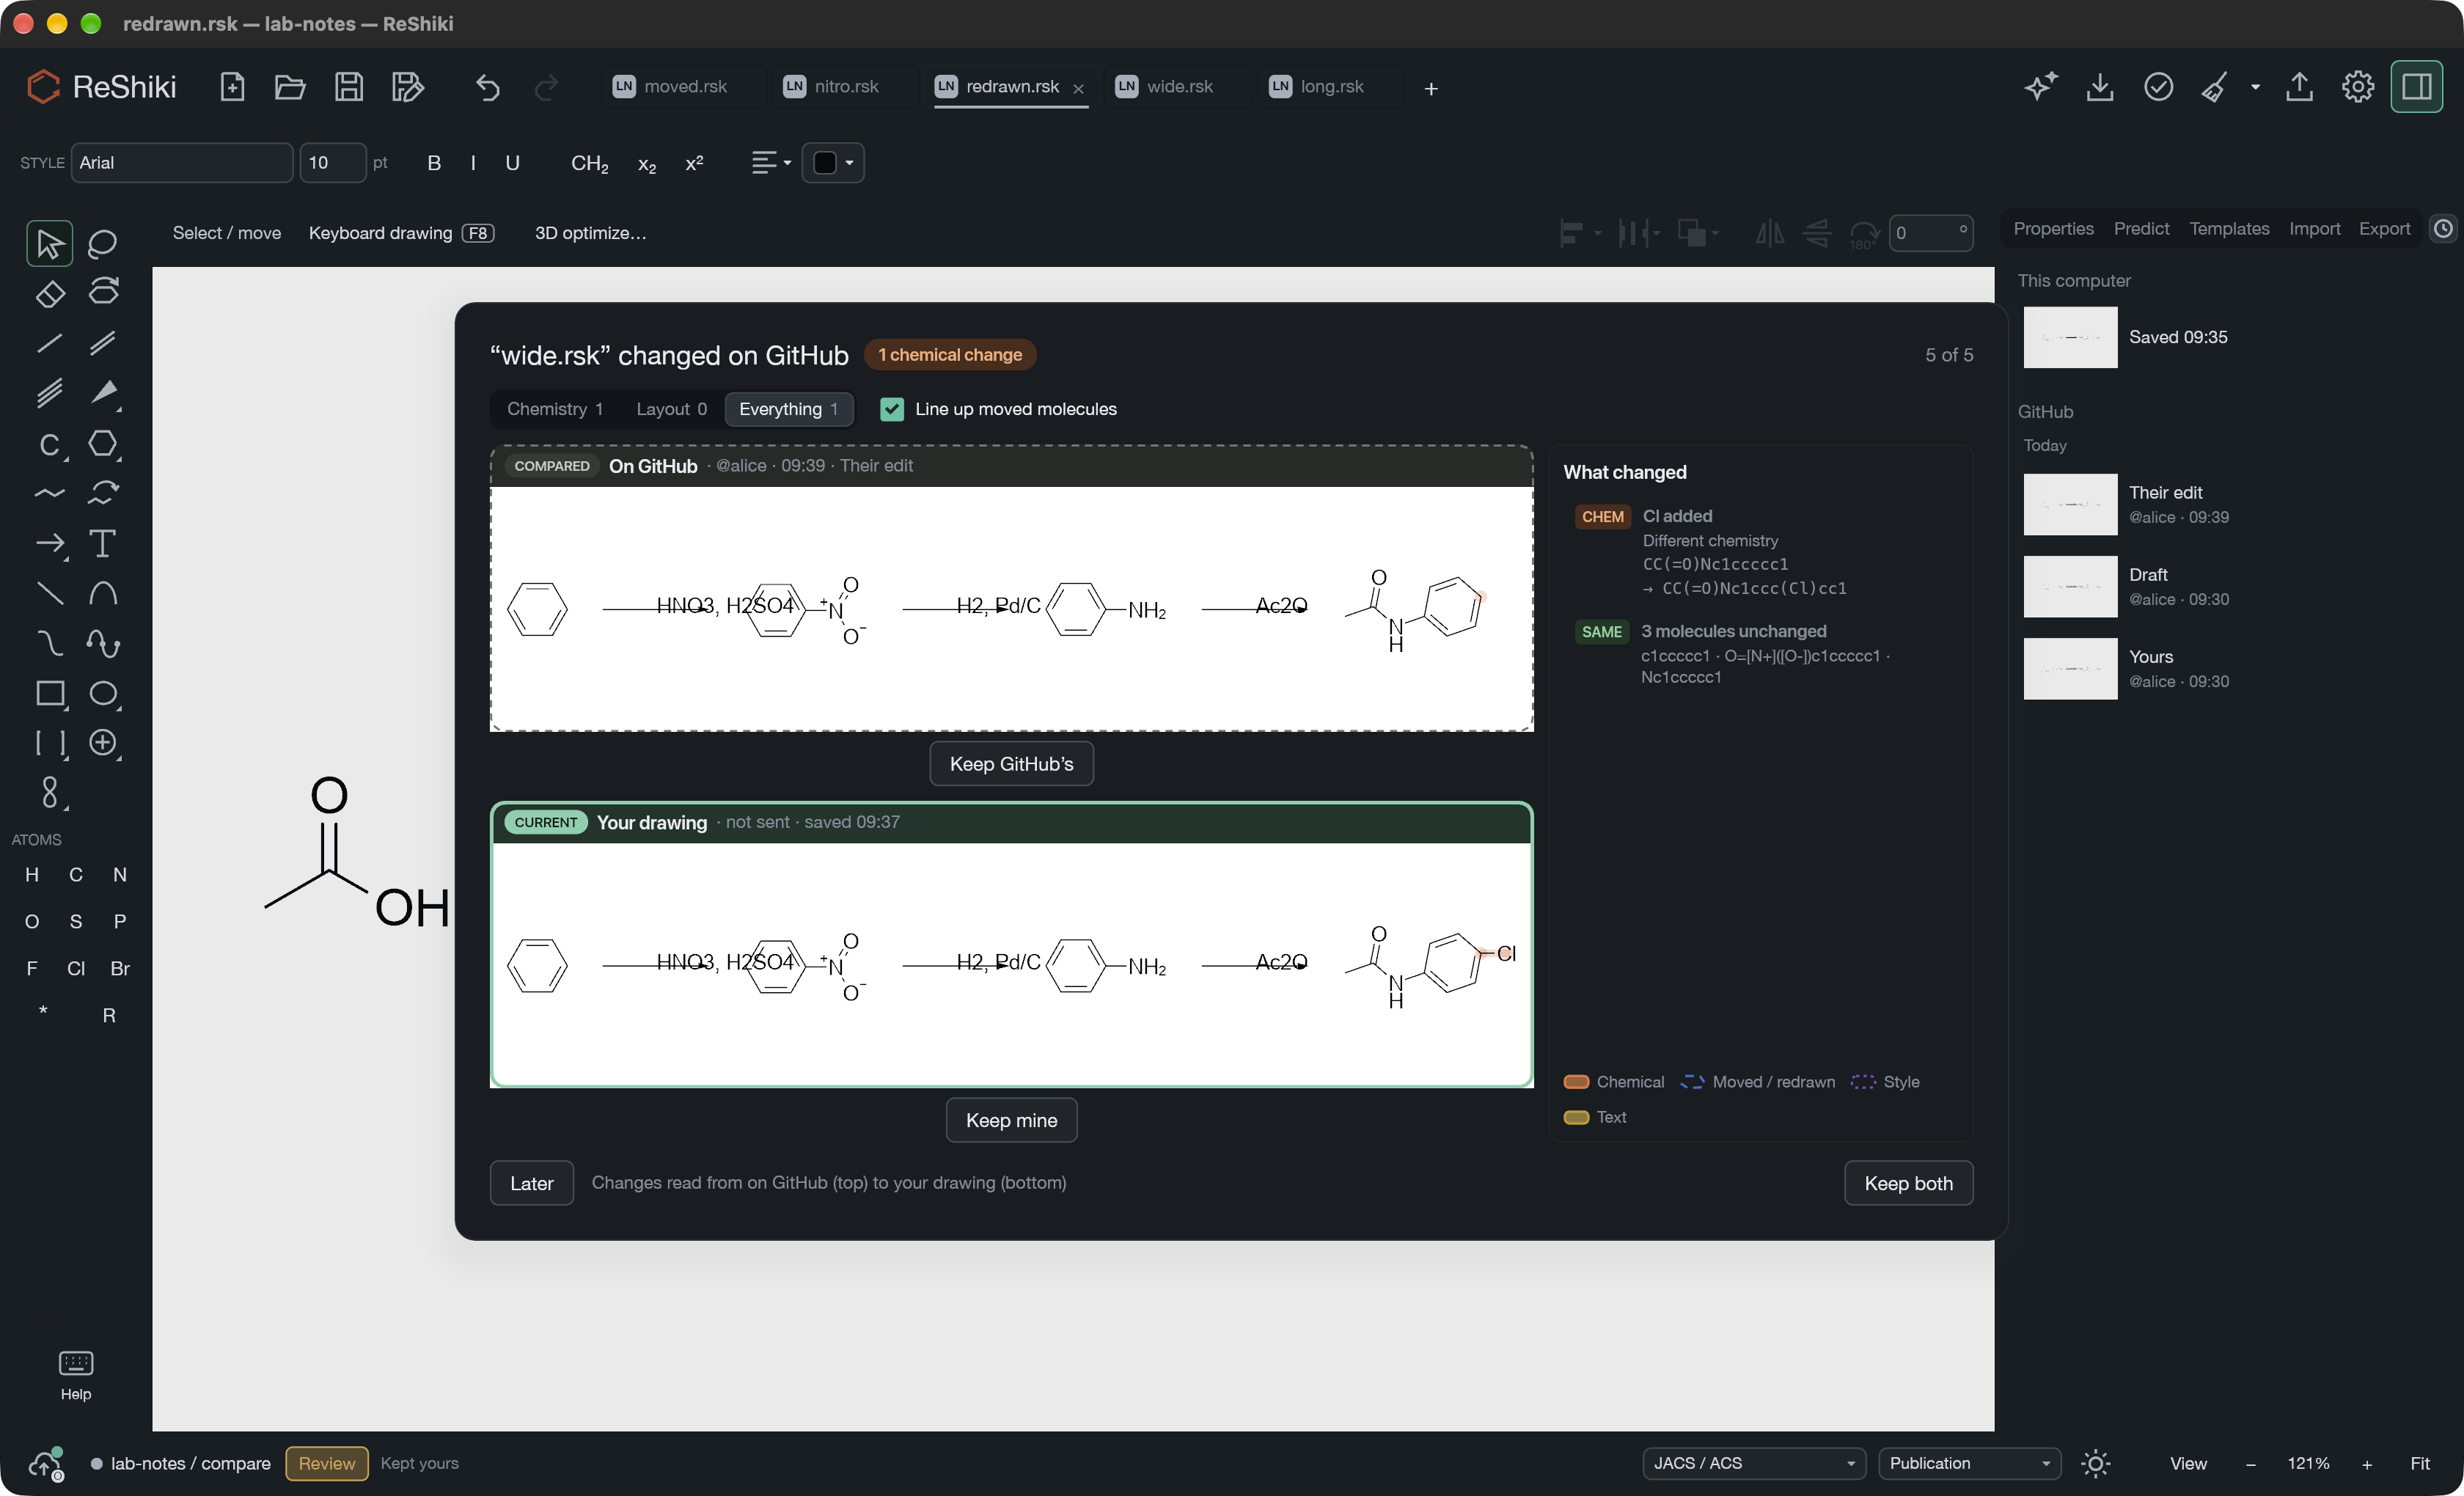 redrawn.rsk — lab-notes — ReShiki
ReShiki
LN moved.rsk
LN nitro.rsk
LN redrawn.rsk ×
LN wide.rsk
LN long.rsk
+
STYLE Arial 10 pt B I U CH₂ x₂ x²
Select / move Keyboard drawing F8 3D optimize…
180° 0 °
Properties Predict Templates Import Export
This computer
Saved 09:35
GitHub
Today
Their edit
@alice · 09:39
Draft
@alice · 09:30
Yours
@alice · 09:30
C
T
ATOMS
H C N
O S P
F Cl Br
* R
Help
O
OH
“wide.rsk” changed on GitHub 1 chemical change 5 of 5
Chemistry 1 Layout 0 Everything 1 Line up moved molecules
COMPARED On GitHub · @alice · 09:39 · Their edit
HNO3, H2SO4 +N O O− H2, Pd/C NH₂ Ac2O O N H
Keep GitHub’s
CURRENT Your drawing · not sent · saved 09:37
HNO3, H2SO4 +N O O− H2, Pd/C NH₂ Ac2O O N H Cl
Keep mine
What changed
CHEM Cl added
Different chemistry
CC(=O)Nc1ccccc1
→ CC(=O)Nc1ccc(Cl)cc1
SAME 3 molecules unchanged
c1ccccc1 · O=[N+]([O-])c1ccccc1 ·
Nc1ccccc1
Chemical Moved / redrawn Style
Text
Later Changes read from on GitHub (top) to your drawing (bottom) Keep both
lab-notes / compare Review Kept yours
JACS / ACS Publication View – 121% + Fit